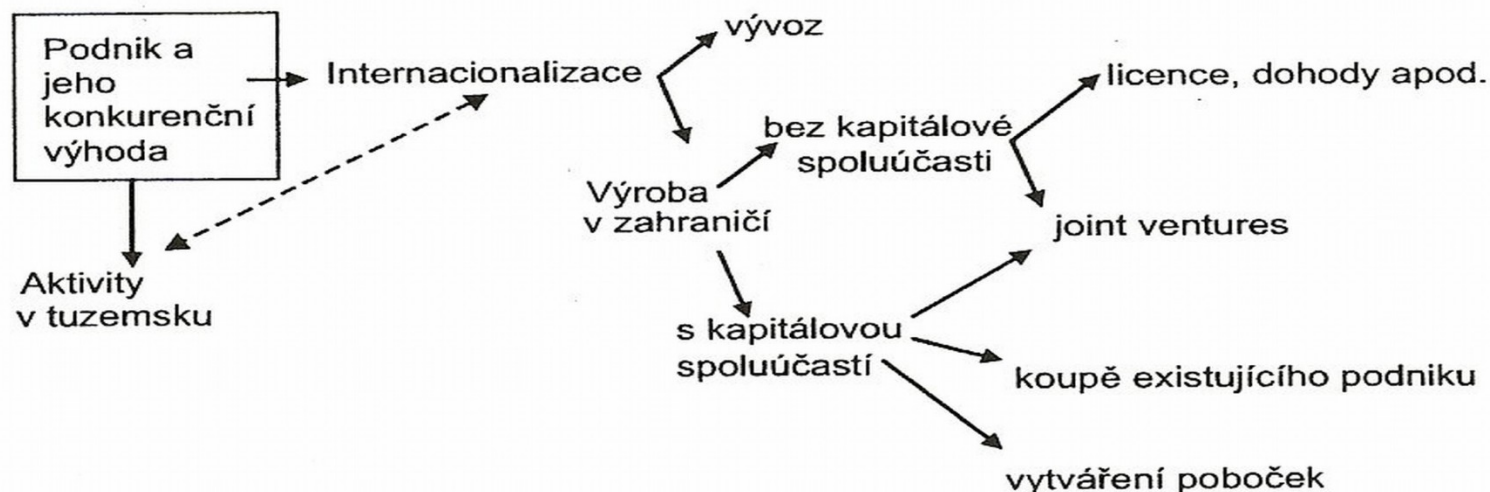 Podnik a
jeho
konkurenční
výhoda
Internacionalizace
vývoz
licence, dohody apod.
bez kapitálové
spoluúčasti
Výroba
v zahraničí
joint ventures
Aktivity
v tuzemsku
s kapitálovou
spoluúčastí
koupě existujícího podniku
vytváření poboček